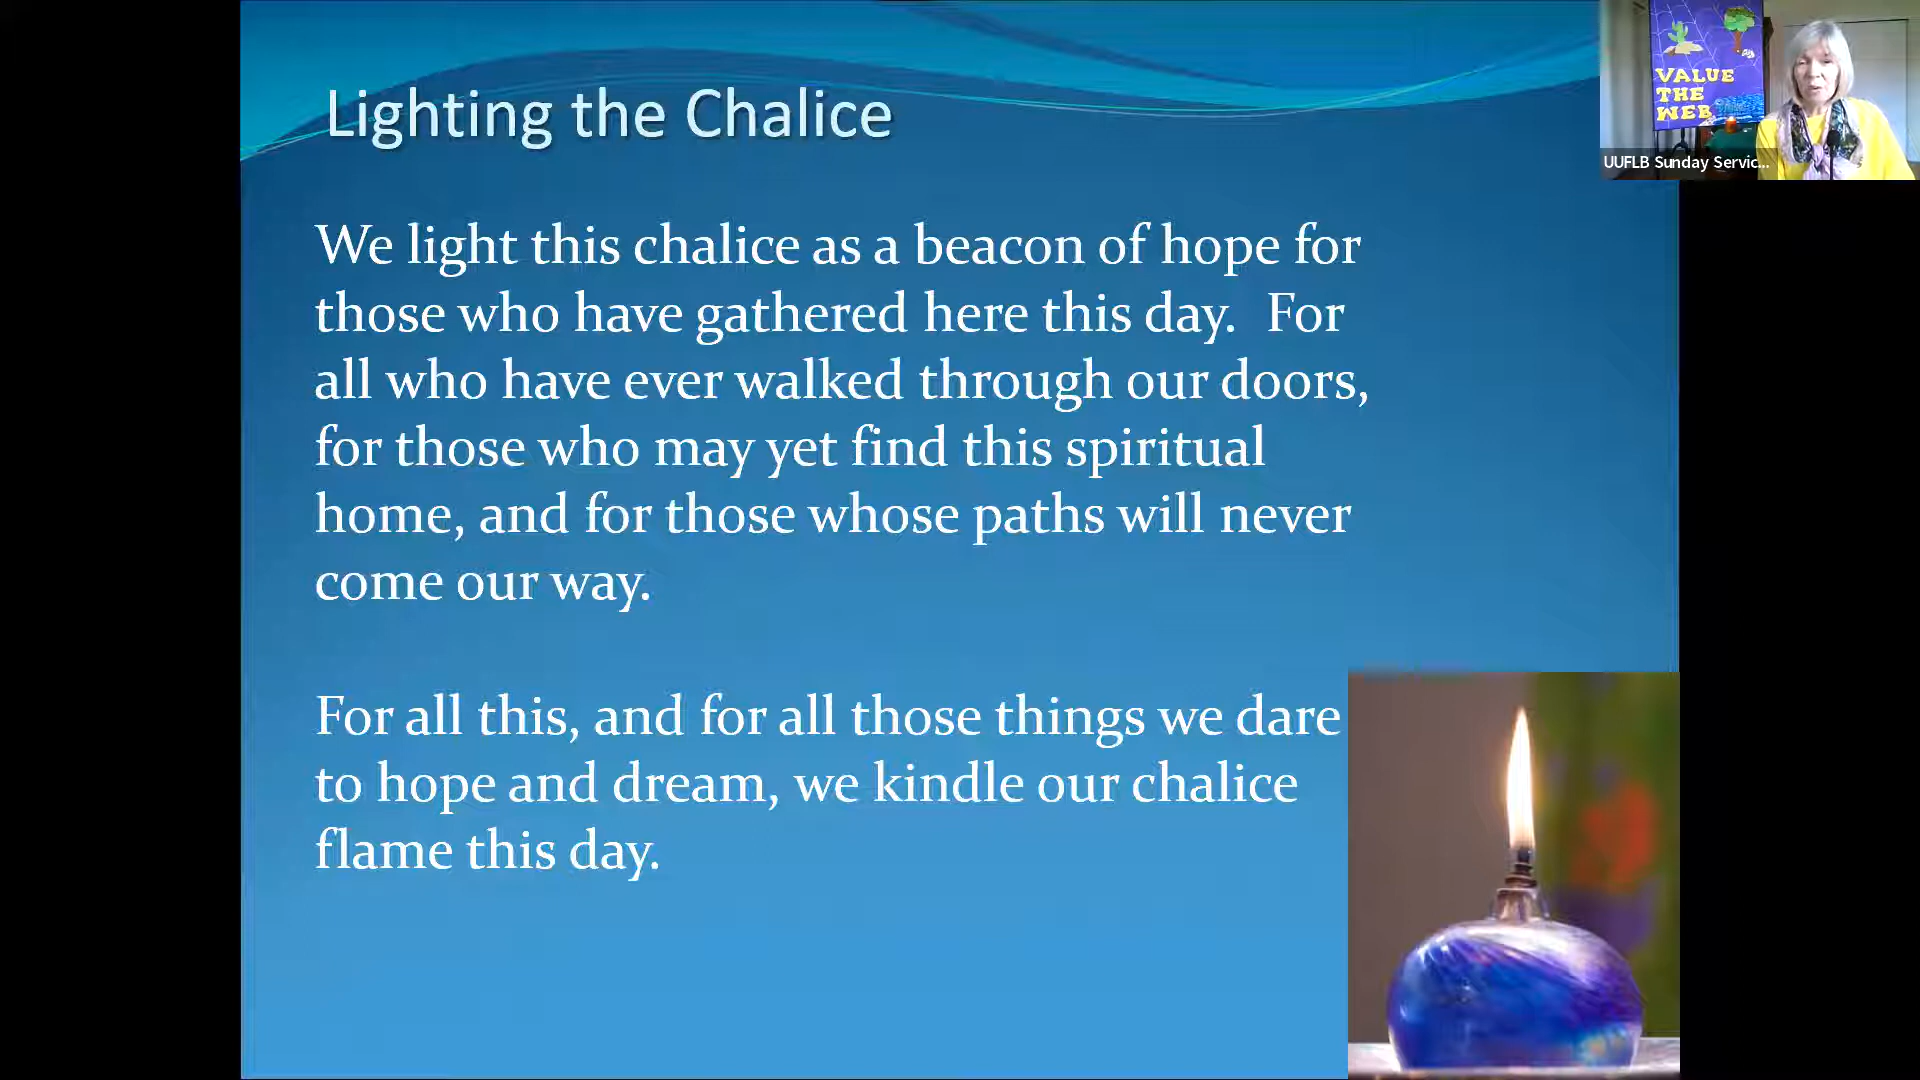 Lighting the Chalice
We light this chalice as a beacon of hope for
those who have gathered here this day.  For
all who have ever walked through our doors,
for those who may yet find this spiritual
home, and for those whose paths will never
come our way.
For all this, and for all those things we dare
to hope and dream, we kindle our chalice
flame this day.
VALUE
THE
WEB
UUFLB Sunday Servic...